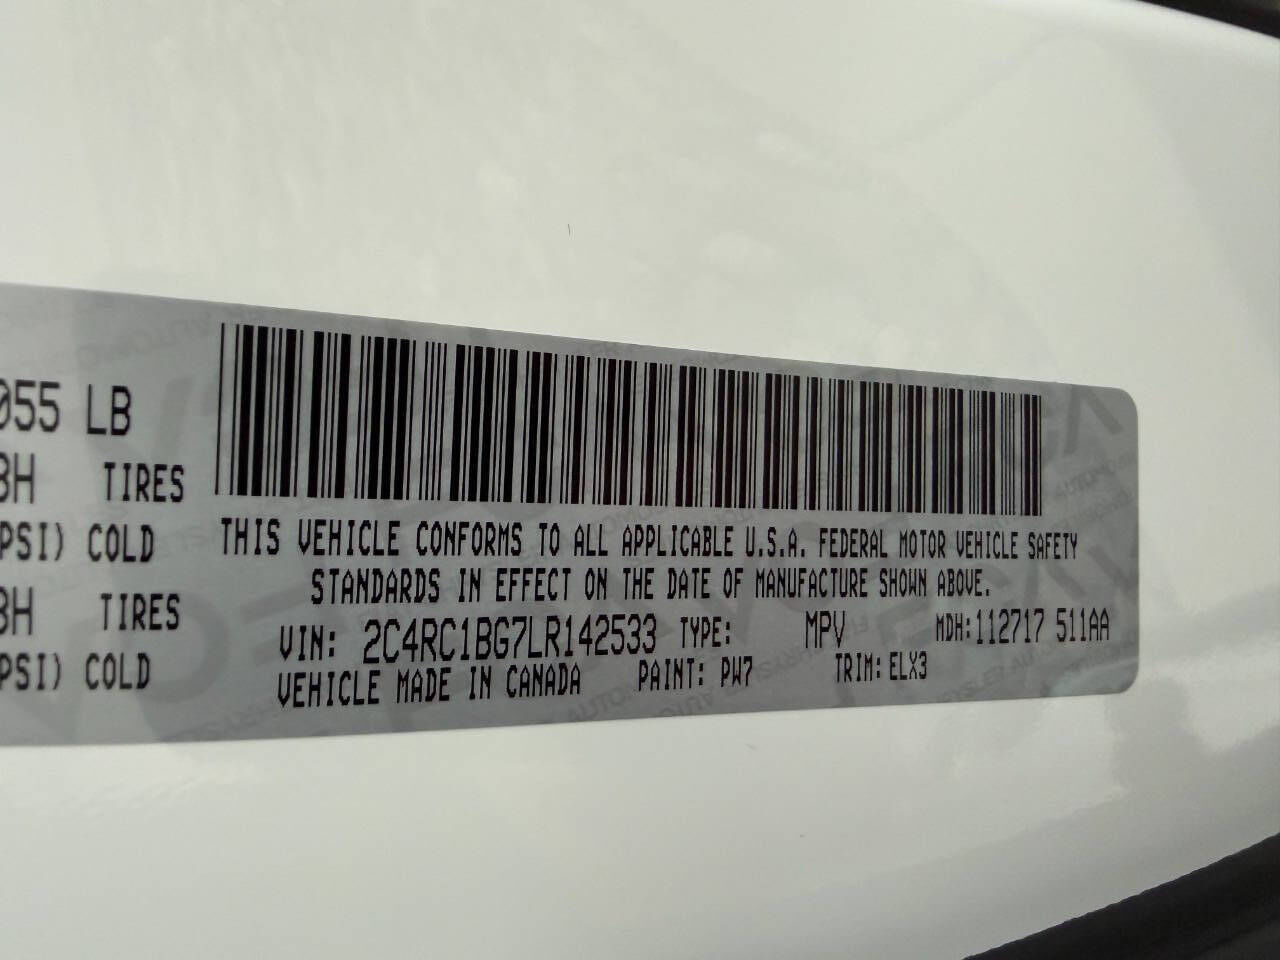 055 LB
BH TIRES
PSI) COLD
BH TIRES
PSI) COLD
THIS VEHICLE CONFORMS TO ALL APPLICABLE U.S.A. FEDERAL MOTOR VEHICLE SAFETY
STANDARDS IN EFFECT ON THE DATE OF MANUFACTURE SHOWN ABOVE.
VIN: 2C4RC1BG7LR142533 TYPE: MPV MDH:112717 511AA
VEHICLE MADE IN CANADA PAINT: PW7 TRIM: ELX3